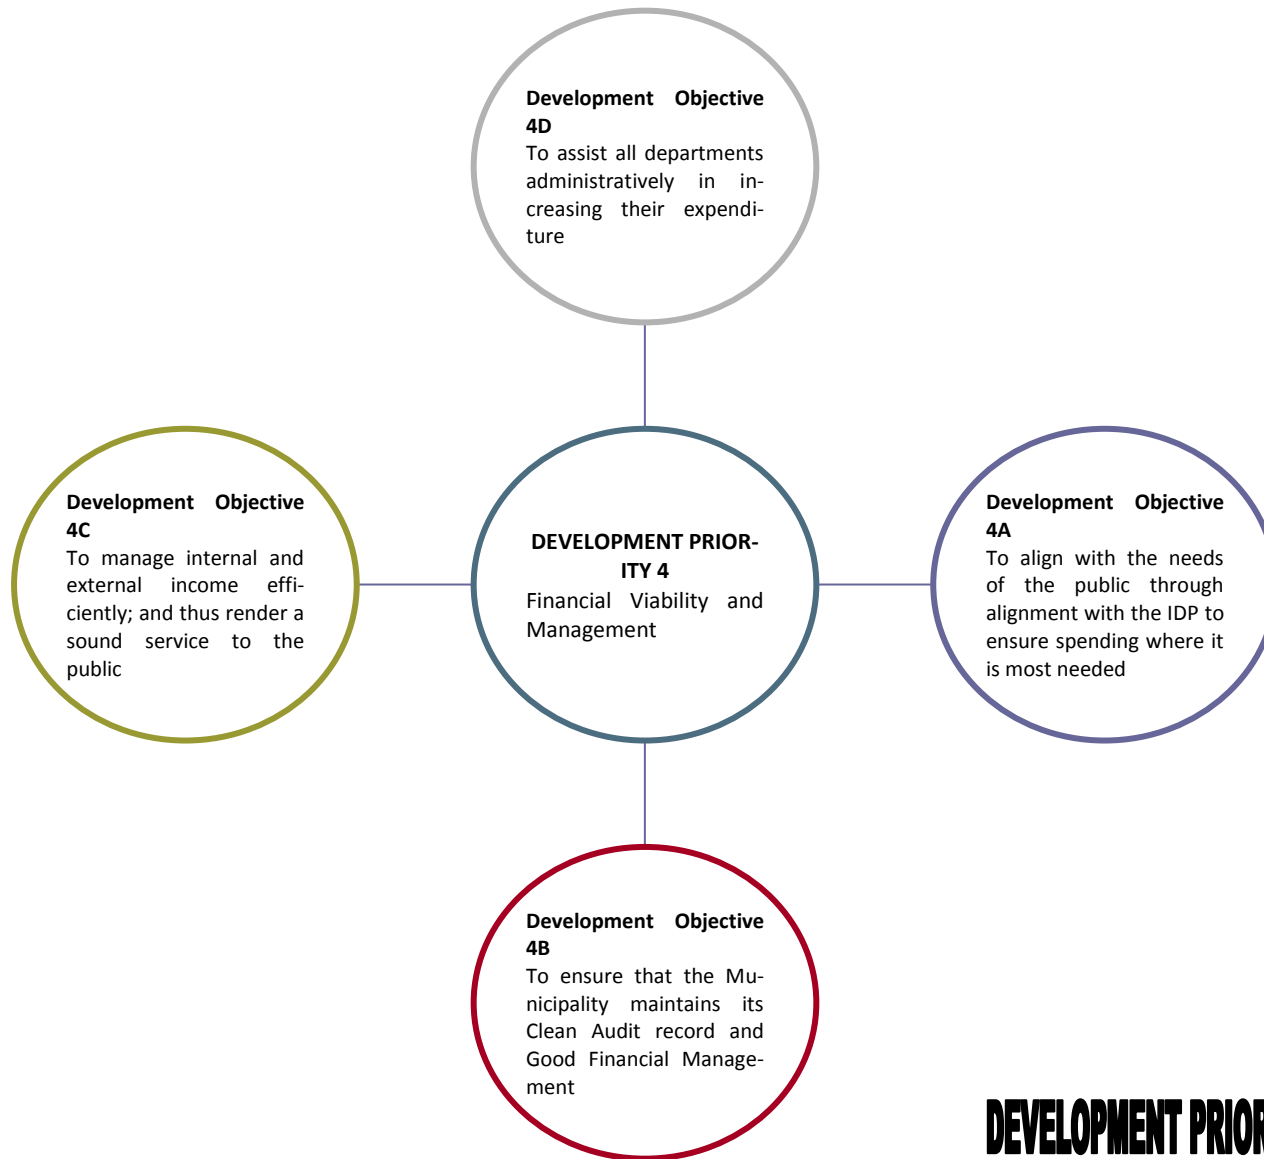 Development Objective
4D
To assist all departments
administratively in in-
creasing their expendi-
ture
Development Objective
4C
To manage internal and
external income effi-
ciently; and thus render a
sound service to the
public
DEVELOPMENT PRIOR-
ITY 4
Financial Viability and
Management
Development Objective
4A
To align with the needs
of the public through
alignment with the IDP to
ensure spending where it
is most needed
Development Objective
4B
To ensure that the Mu-
nicipality maintains its
Clean Audit record and
Good Financial Manage-
ment
DEVELOPMENT PRIOR